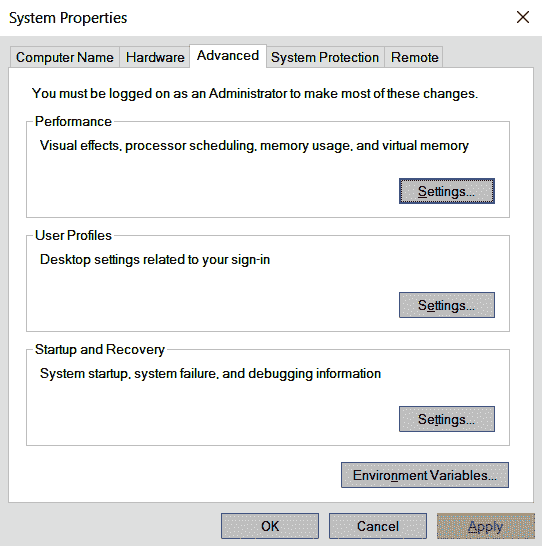 System Properties
Computer Name Hardware Advanced System Protection Remote
You must be logged on as an Administrator to make most of these changes.
Performance
Visual effects, processor scheduling, memory usage, and virtual memory
Settings...
User Profiles
Desktop settings related to your sign-in
Settings...
Startup and Recovery
System startup, system failure, and debugging information
Settings...
Environment Variables...
OK Cancel Apply